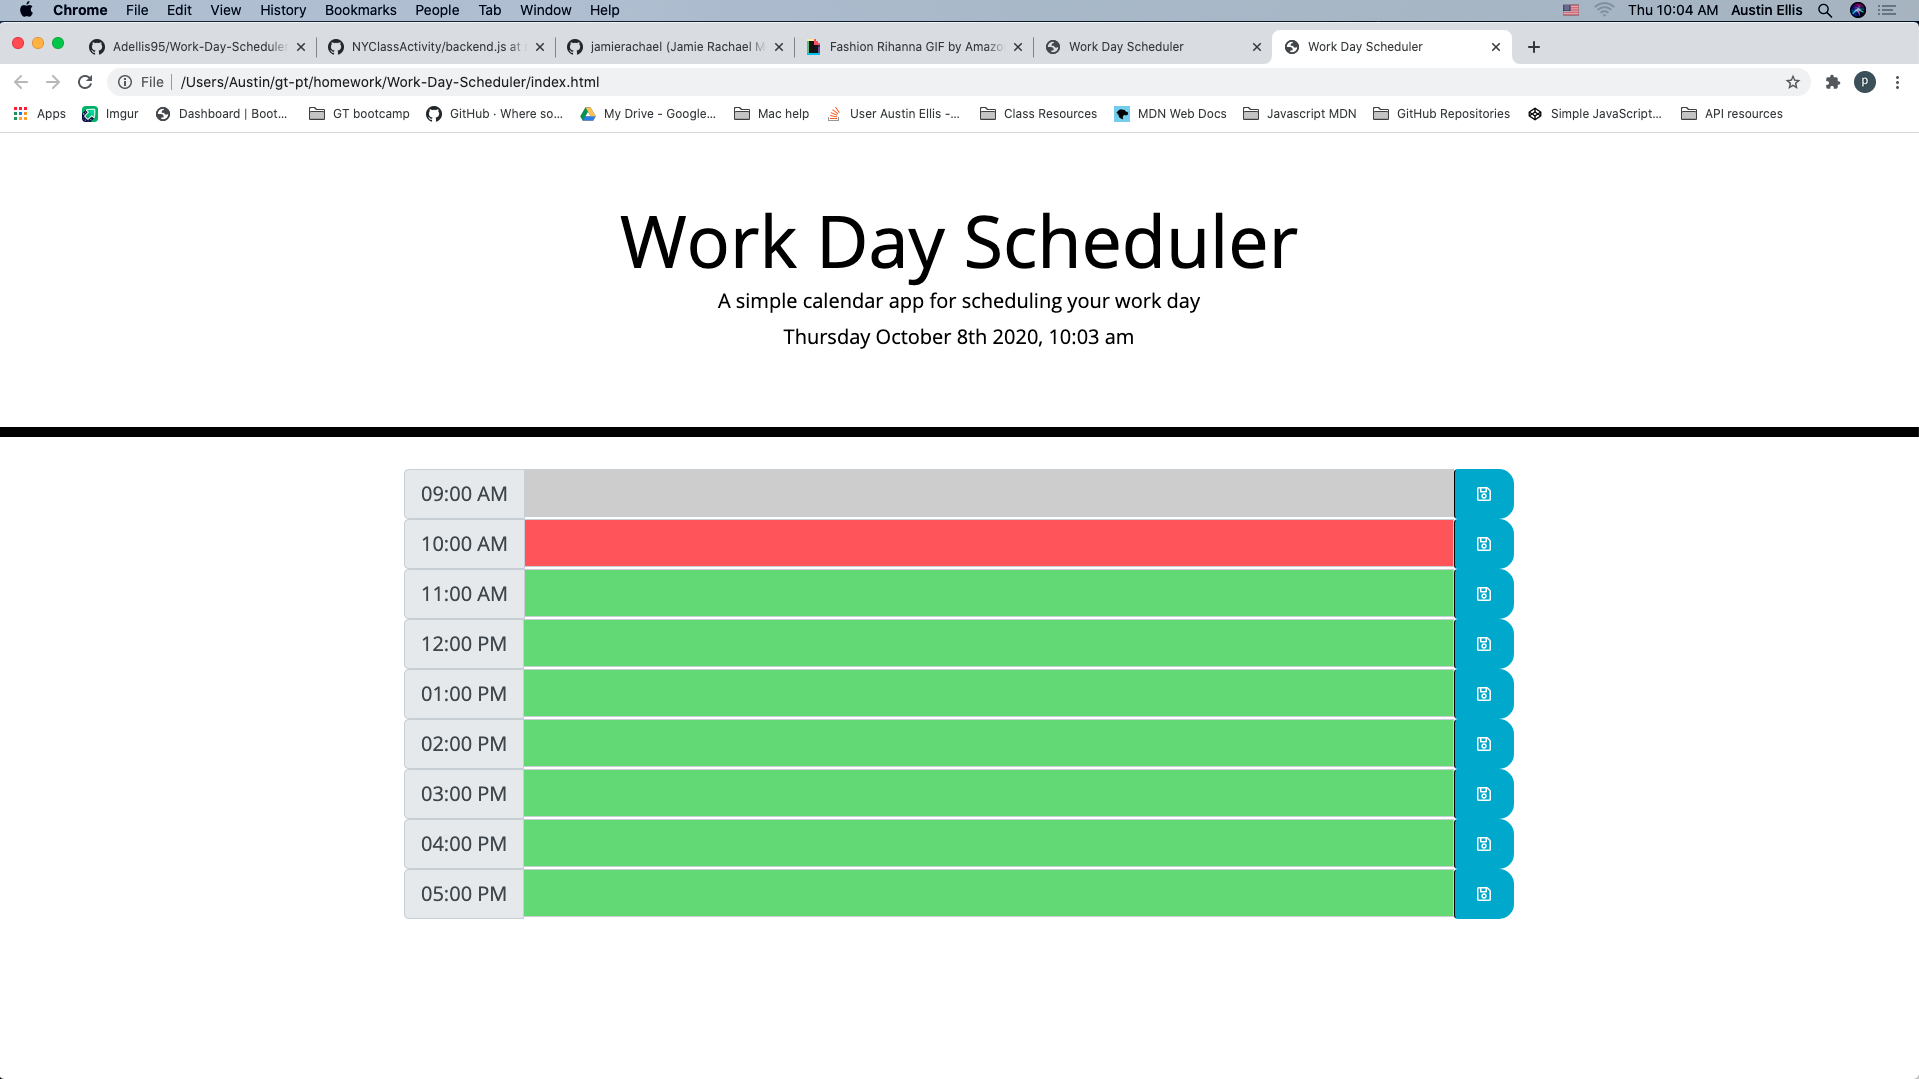 Chrome File Edit View History Bookmarks People Tab Window Help Thu 10:04 AM Austin Ellis
Adellis95/Work-Day-Scheduler NYClassActivity/backend.js at jamierachael (Jamie Rachael M Fashion Rihanna GIF by Amazo Work Day Scheduler Work Day Scheduler
File /Users/Austin/gt-pt/homework/Work-Day-Scheduler/index.html P
Apps Imgur Dashboard | Boot... GT bootcamp GitHub · Where so... My Drive - Google... Mac help User Austin Ellis -... Class Resources MDN Web Docs Javascript MDN GitHub Repositories Simple JavaScript... API resources
Work Day Scheduler
A simple calendar app for scheduling your work day
Thursday October 8th 2020, 10:03 am
09:00 AM
10:00 AM
11:00 AM
12:00 PM
01:00 PM
02:00 PM
03:00 PM
04:00 PM
05:00 PM